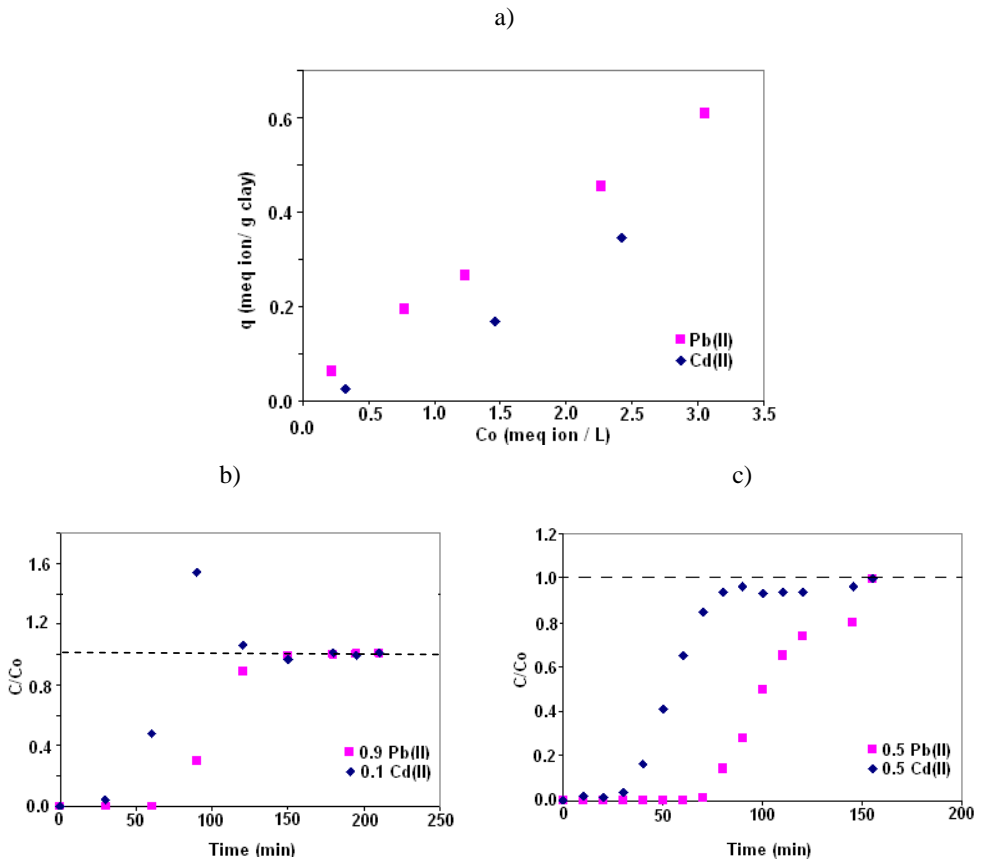 a)
q (meq ion/ g clay)
0.6
0.4
0.2
0.0
Pb(II)
Cd(II)
0.0 0.5 1.0 1.5 2.0 2.5 3.0 3.5
Co (meq ion / L)
b)
C/Co
1.6
1.2
0.8
0.4
0.0
0.9 Pb(II)
0.1 Cd(II)
0 50 100 150 200 250
Time (min)
c)
C/Co
1.2
1.0
0.8
0.6
0.4
0.2
0.0
0.5 Pb(II)
0.5 Cd(II)
0 50 100 150 200
Time (min)